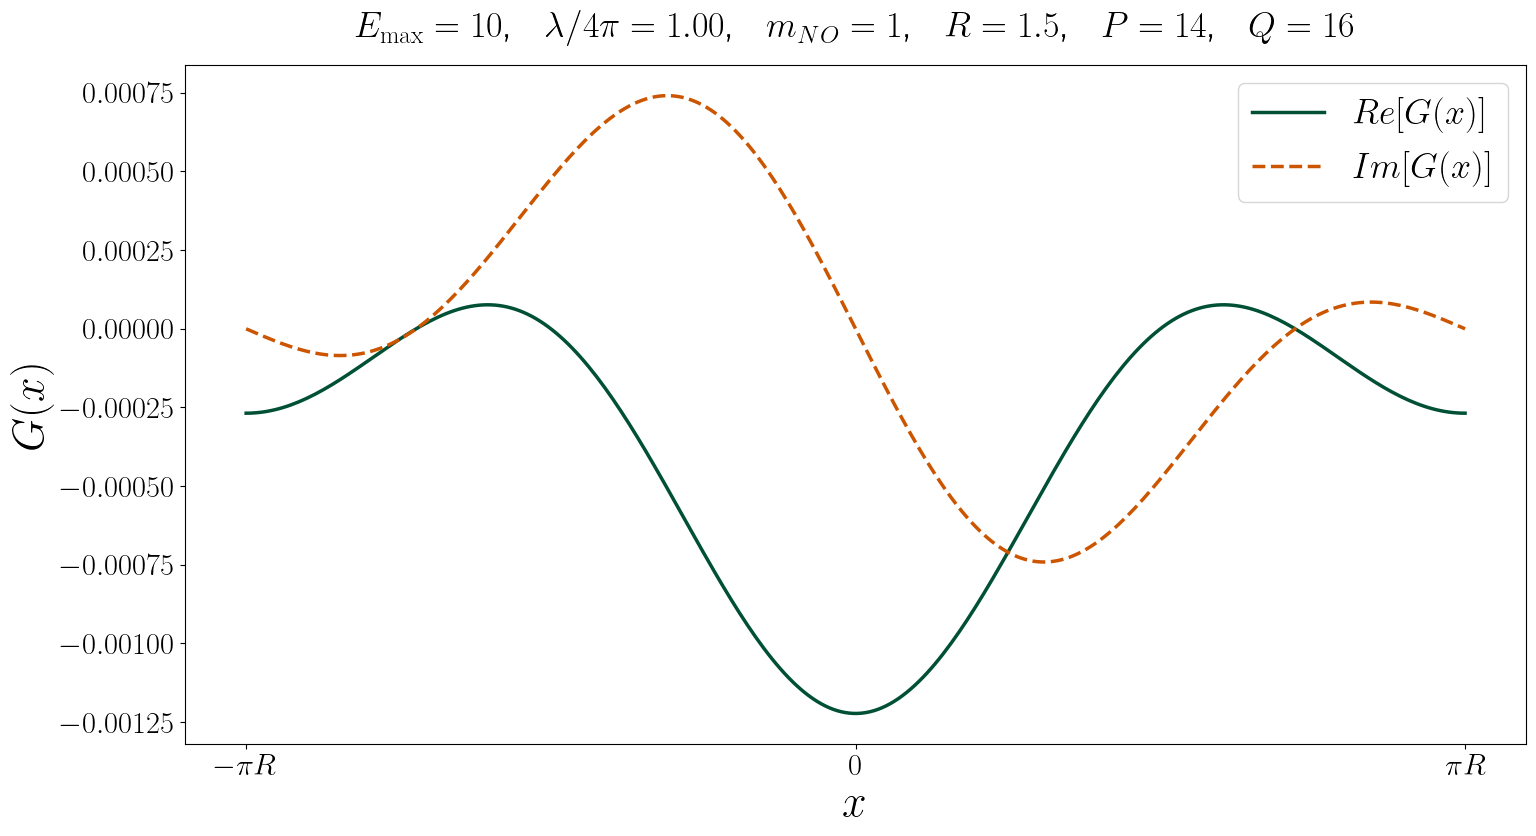 E_max = 10, λ/4π = 1.00, m_NO = 1, R = 1.5, P = 14, Q = 16
Re[G(x)]
Im[G(x)]
G(x)
0.00075
0.00050
0.00025
0.00000
−0.00025
−0.00050
−0.00075
−0.00100
−0.00125
−πR 0 πR
x